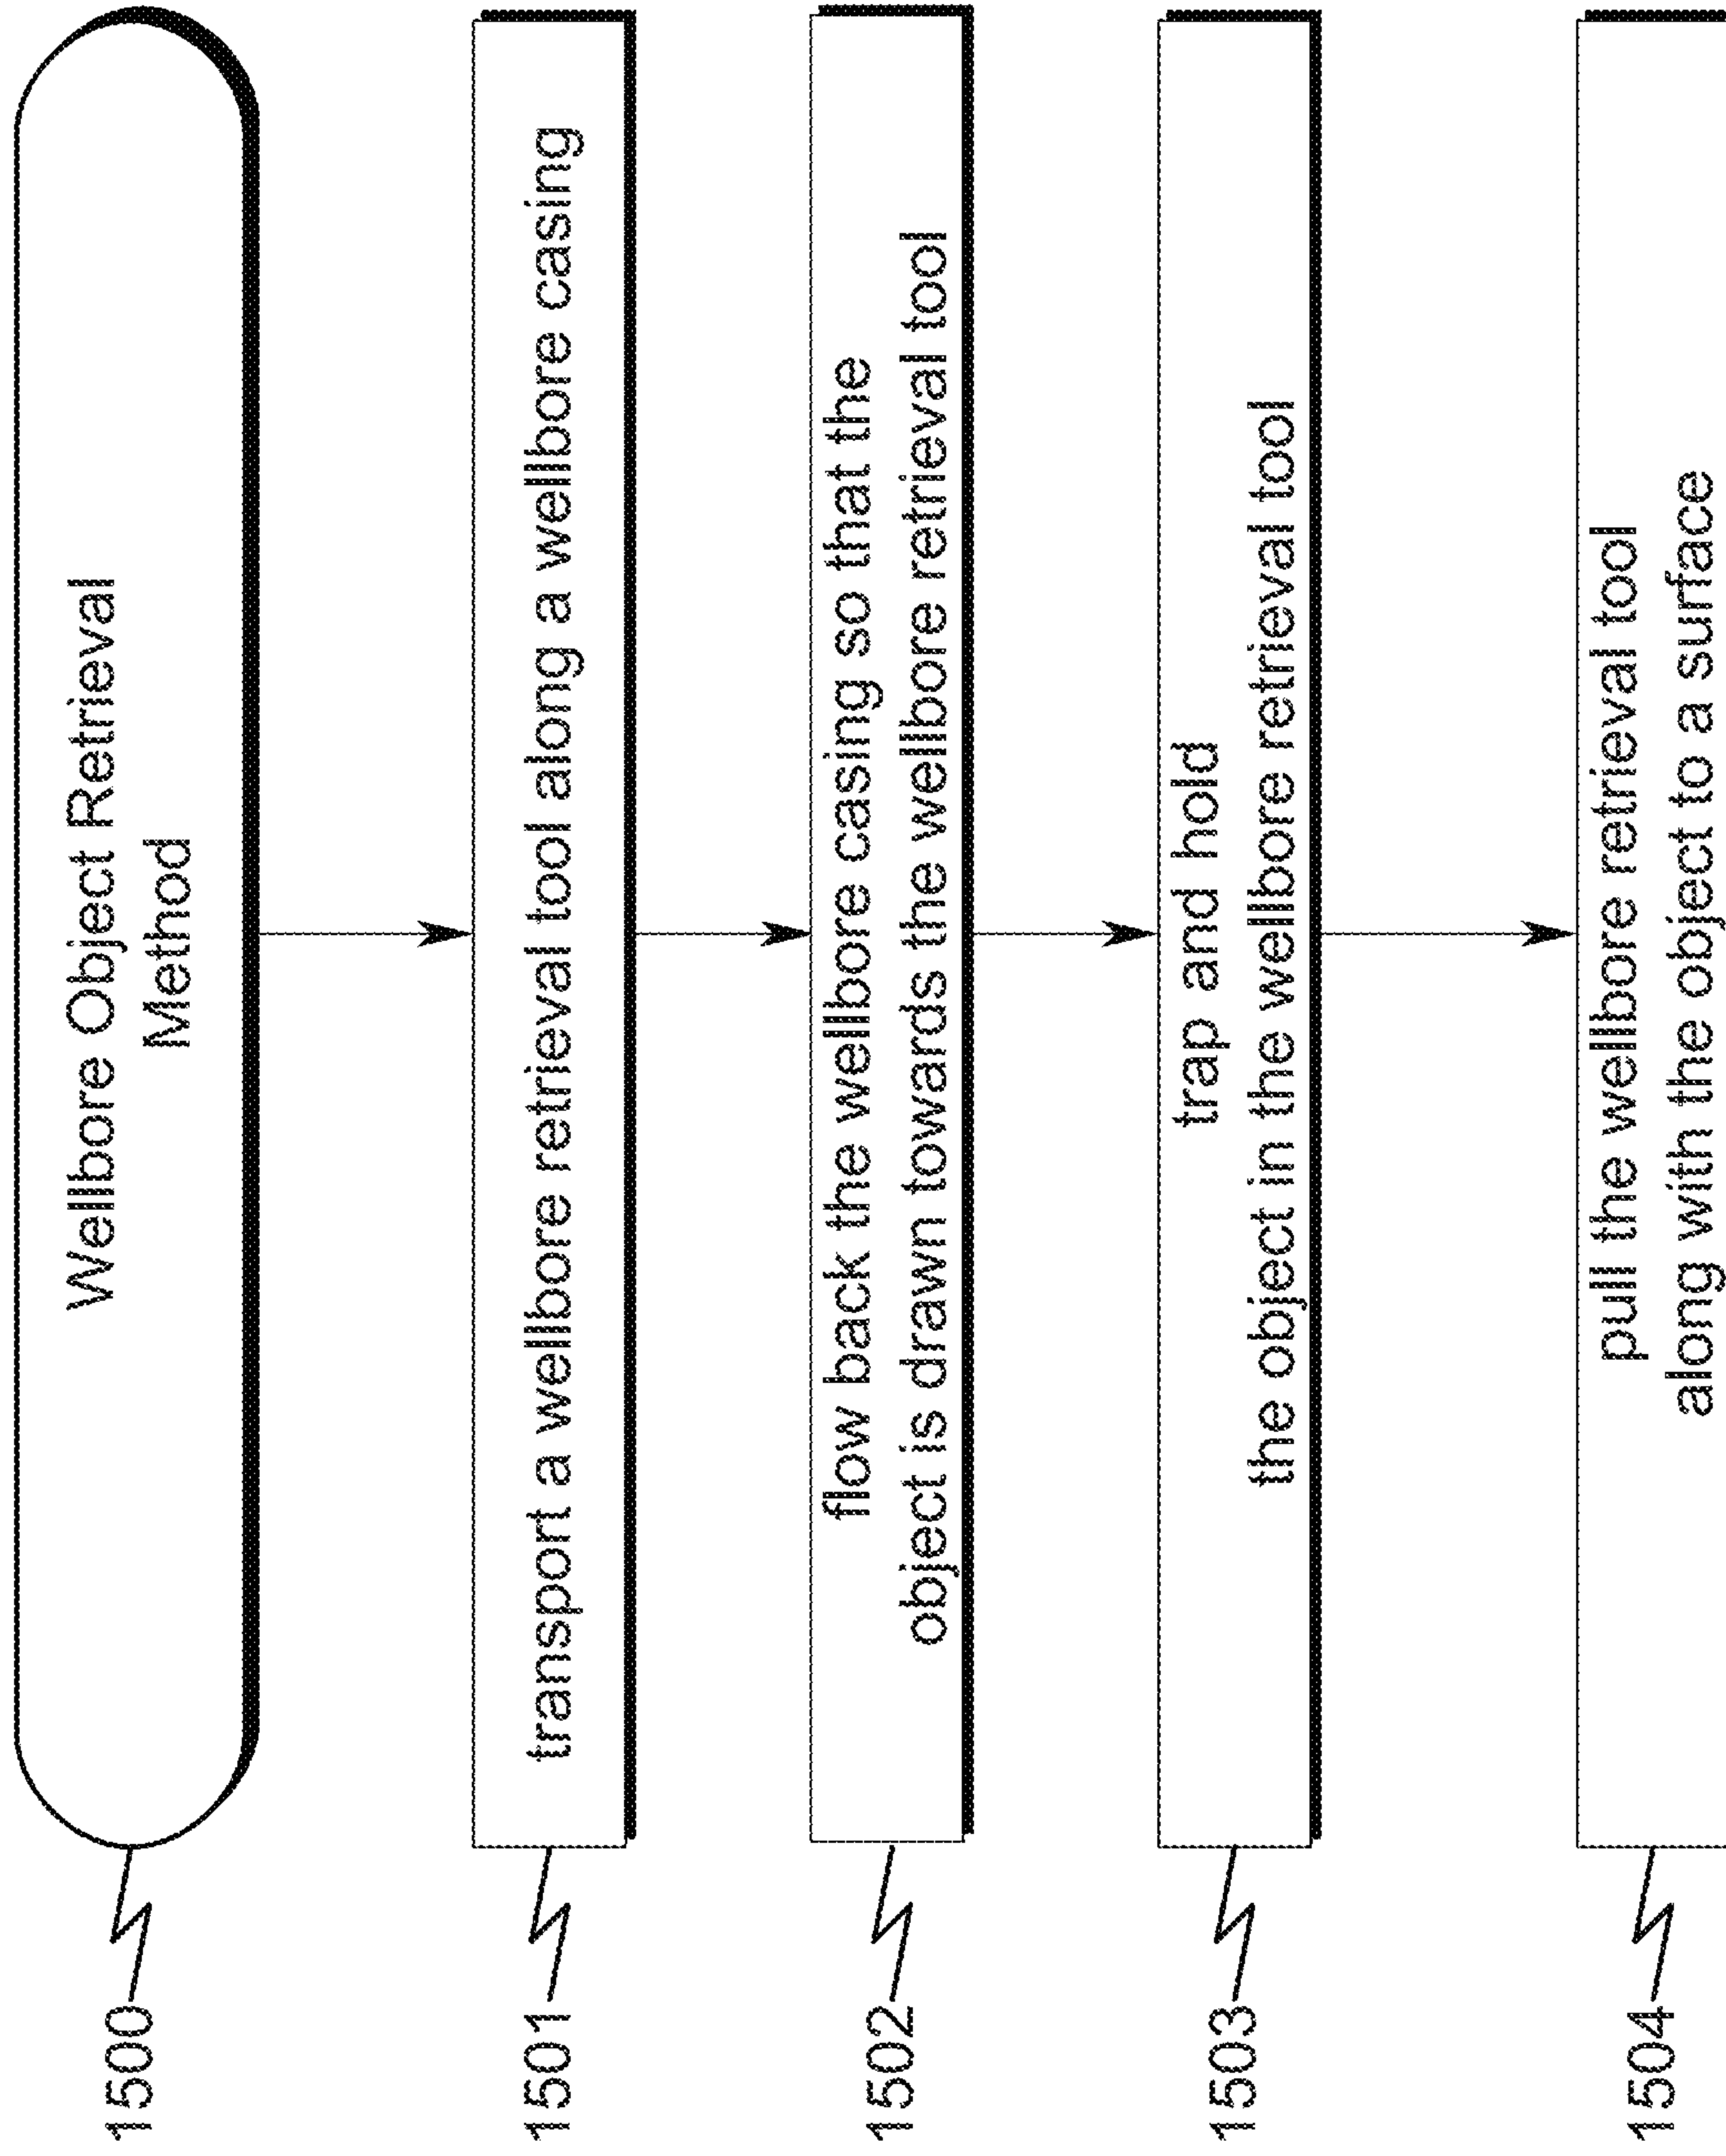 Wellbore Object Retrieval
Method
1500
transport a wellbore retrieval tool along a wellbore casing
1501
flow back the wellbore casing so that the
object is drawn towards the wellbore retrieval tool
1502
trap and hold
the object in the wellbore retrieval tool
1503
pull the wellbore retrieval tool
along with the object to a surface
1504